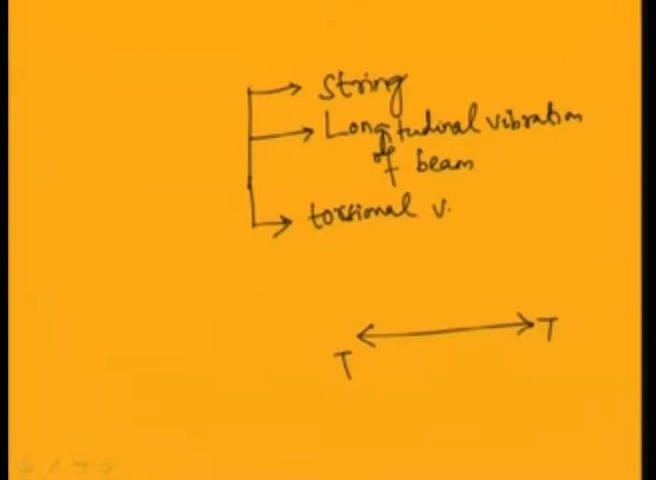 String
Longitudinal vibration
of beam
torsional v.
T
T